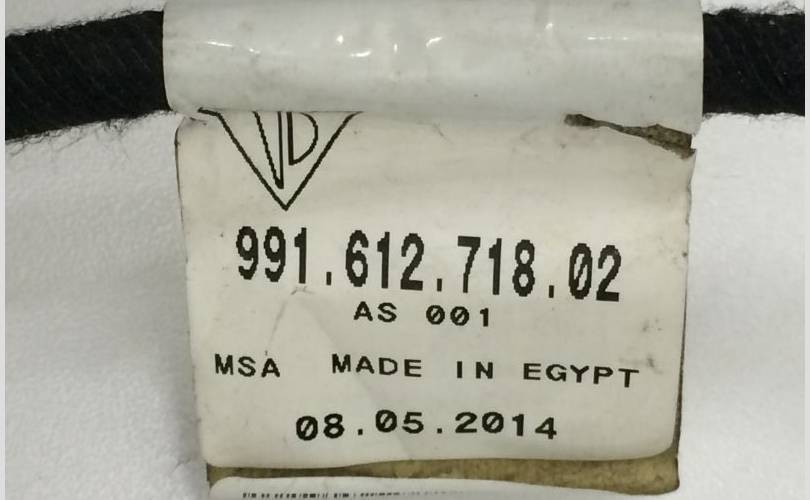 991.612.718.02
AS 001
MSA MADE IN EGYPT
08.05.2014